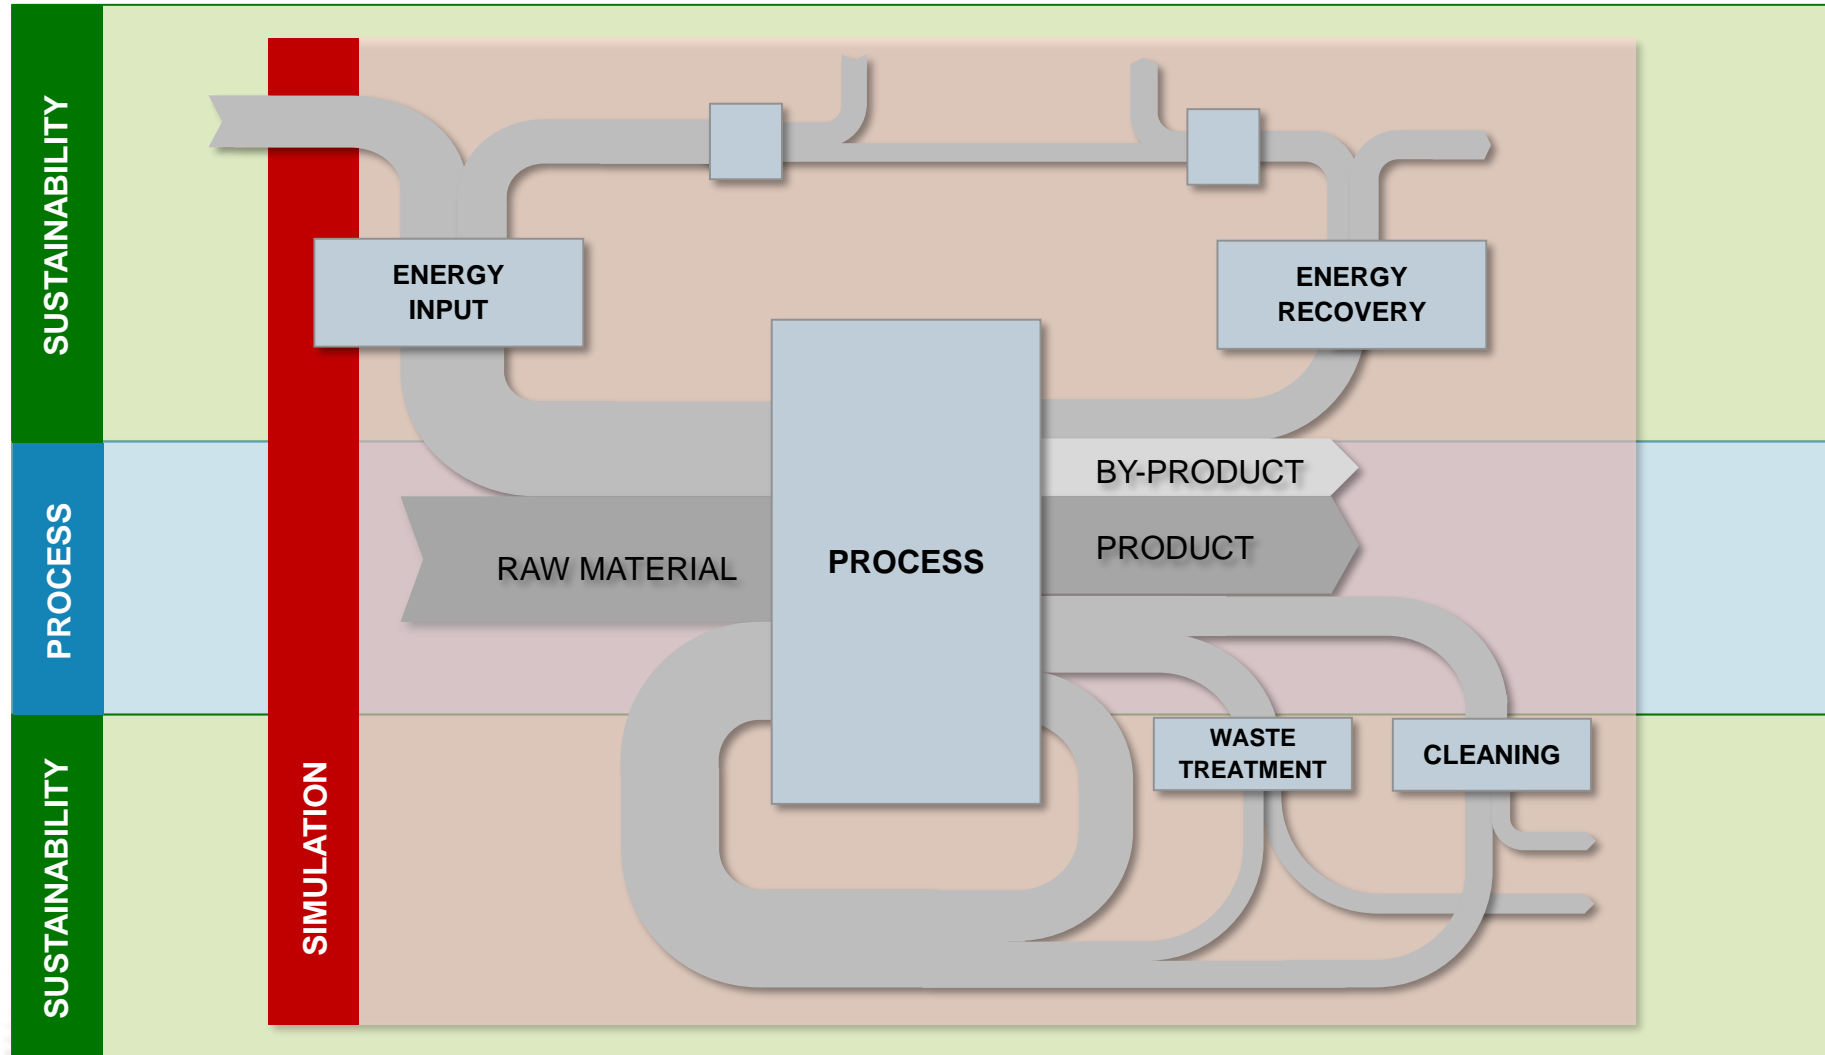 SUSTAINABILITY
ENERGY
INPUT
ENERGY
RECOVERY
PROCESS
BY-PRODUCT
PRODUCT
RAW MATERIAL
PROCESS
WASTE
TREATMENT
CLEANING
SIMULATION
SUSTAINABILITY